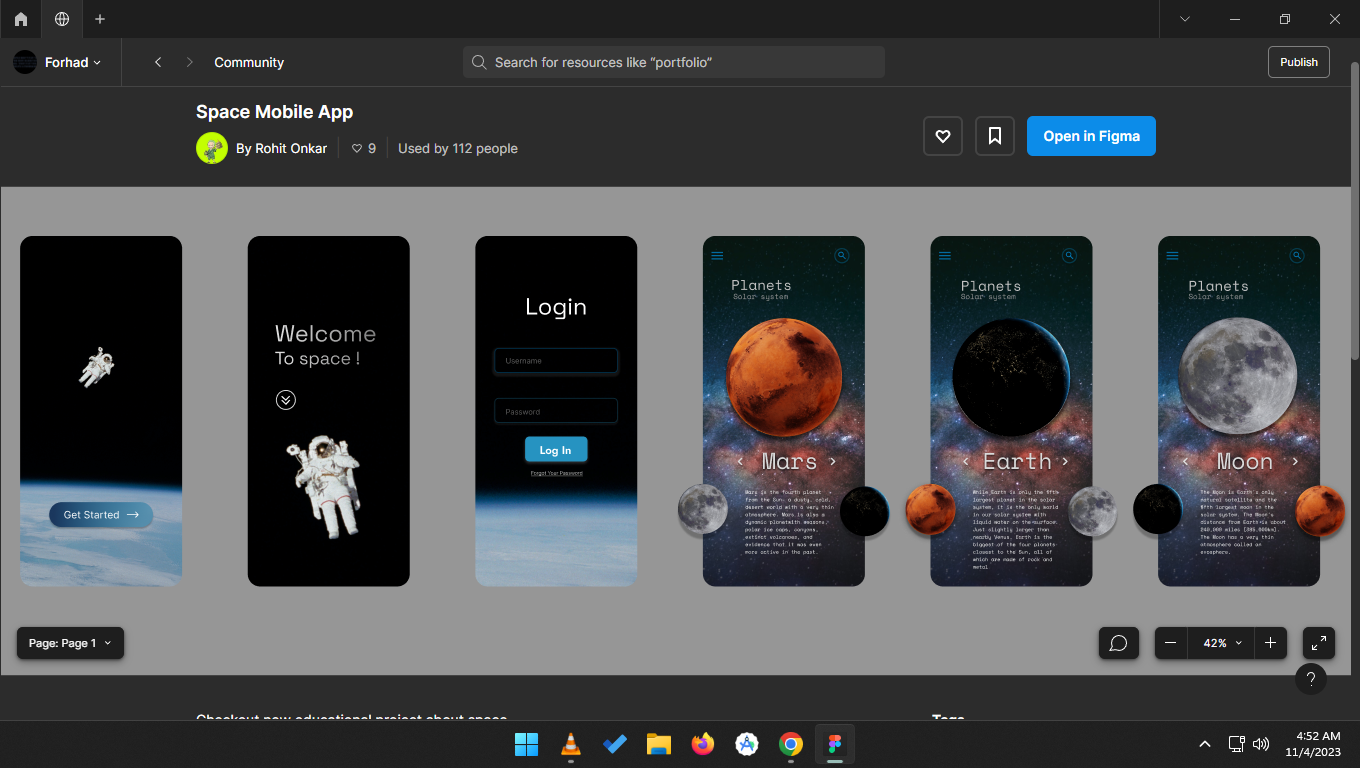 Forhad
Community
Search for resources like “portfolio”
Publish
Space Mobile App
By Rohit Onkar
9
Used by 112 people
Open in Figma
Get Started
Welcome
To space !
Login
Username
Password
Log In
Forgot Your Password
Planets
Solar system
Mars
Mars is the fourth planet
from the Sun, a dusty, cold,
desert world with a very thin
atmosphere. Mars is also a
dynamic planet with seasons,
polar ice caps, canyons,
extinct volcanoes, and
evidence that it was even
more active in the past.
Planets
Solar system
Earth
While Earth is only the fifth
largest planet in the solar
system, it is the only world
in our solar system with
liquid water on the surface.
Just slightly larger than
nearby Venus, Earth is the
biggest of the four planets
closest to the Sun, all of
which are made of rock and
metal
Planets
Solar system
Moon
The Moon is Earth's only
natural satellite and the
fifth largest moon in the
solar system. The Moon's
distance from Earth is about
240,000 miles
The Moon has a very thin
atmosphere called an
exosphere.
Page: Page 1
42%
?
Checkout new educational project about space
Tags
4:52 AM
11/4/2023